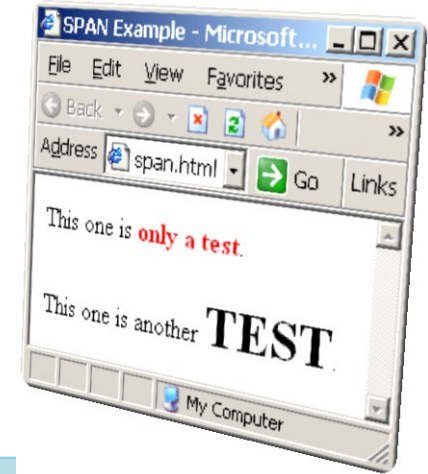 SPAN Example - Microsoft...
File Edit View Favorites »
Back »
Address span.html Go Links
This one is only a test.
This one is another TEST.
My Computer